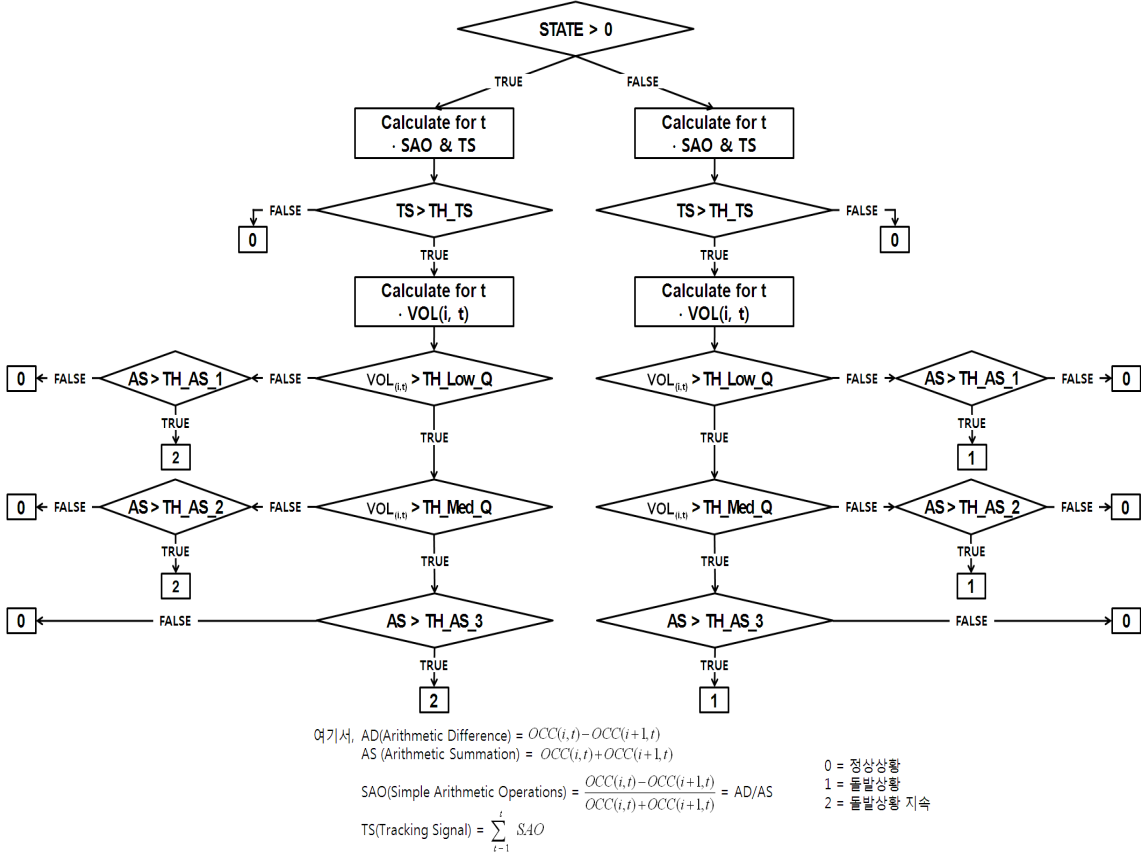 STATE > 0
TRUE FALSE
Calculate for t
· SAO & TS
Calculate for t
· SAO & TS
FALSE TS > TH_TS
TS > TH_TS FALSE
0
0
TRUE
TRUE
Calculate for t
· VOL(i, t)
Calculate for t
· VOL(i, t)
0 FALSE AS > TH_AS_1 FALSE VOL(i,t) > TH_Low_Q
VOL(i,t) > TH_Low_Q FALSE AS > TH_AS_1 FALSE 0
TRUE TRUE TRUE TRUE
2
1
0 FALSE AS > TH_AS_2 FALSE VOL(i,t) > TH_Med_Q
VOL(i,t) > TH_Med_Q FALSE AS > TH_AS_2 FALSE 0
TRUE TRUE TRUE TRUE
2
1
0 FALSE AS > TH_AS_3
AS > TH_AS_3 FALSE 0
TRUE
TRUE
2
1
여기서, AD(Arithmetic Difference) = OCC(i,t)−OCC(i+1,t)
AS (Arithmetic Summation) = OCC(i,t)+OCC(i+1,t)
SAO(Simple Arithmetic Operations) = OCC(i,t)−OCC(i+1,t) / OCC(i,t)+OCC(i+1,t) = AD/AS
TS(Tracking Signal) = t ∑ t−1 SAO
0 = 정상상황
1 = 돌발상황
2 = 돌발상황 지속